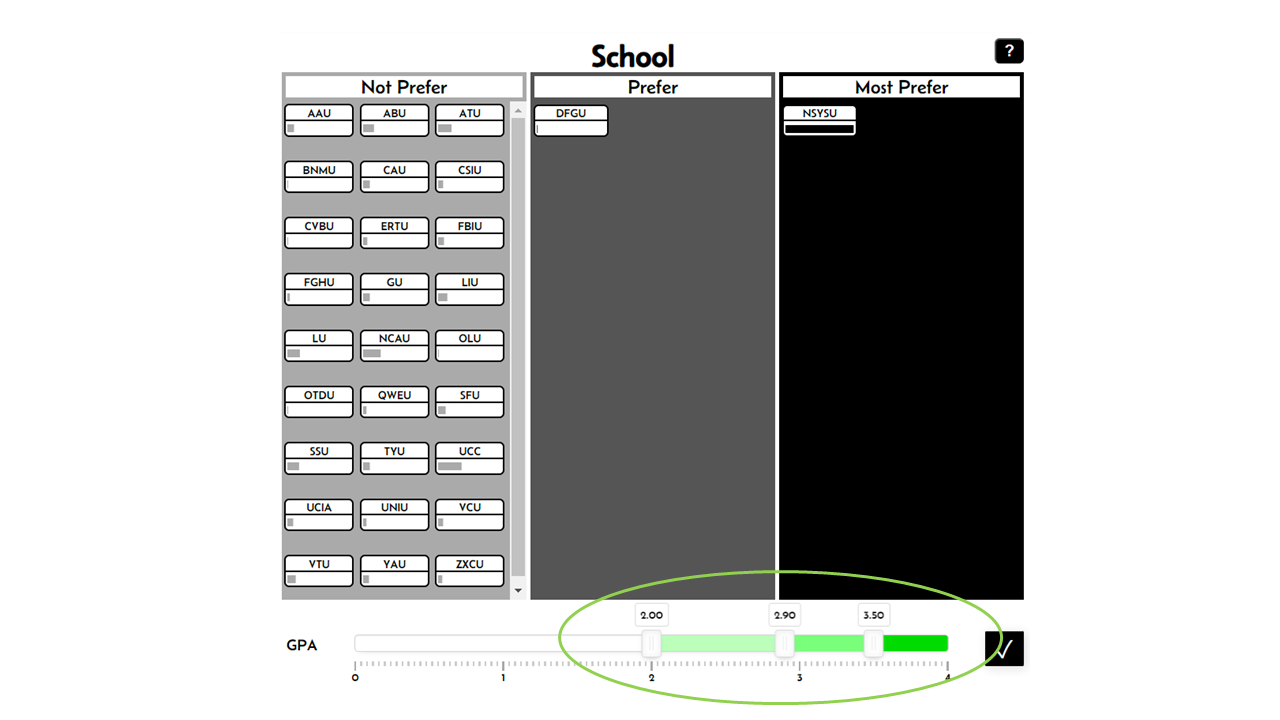 School
?
Not Prefer Prefer Most Prefer
AAU ABU ATU DFGU NSYSU
BNMU CAU CSIU
CVBU ERTU FBIU
FGHU GU LIU
LU NCAU OLU
OTDU QWEU SFU
SSU TYU UCC
UCIA UNIU VCU
VTU YAU ZXCU
2.00 2.90 3.50
GPA
0 1 2 3 4